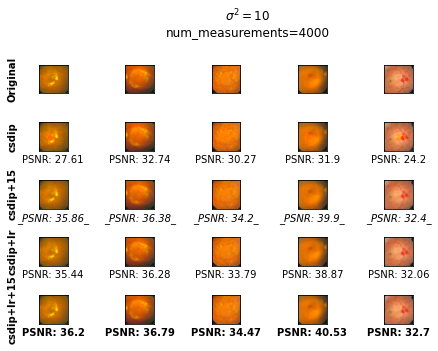 σ² = 10
num_measurements=4000
Original
csdip
PSNR: 27.61 PSNR: 32.74 PSNR: 30.27 PSNR: 31.9 PSNR: 24.2
csdip+15
_PSNR: 35.86_ _PSNR: 36.38_ _PSNR: 34.2_ _PSNR: 39.9_ _PSNR: 32.4_
csdip+lr
PSNR: 35.44 PSNR: 36.28 PSNR: 33.79 PSNR: 38.87 PSNR: 32.06
csdip+lr+15
PSNR: 36.2 PSNR: 36.79 PSNR: 34.47 PSNR: 40.53 PSNR: 32.7